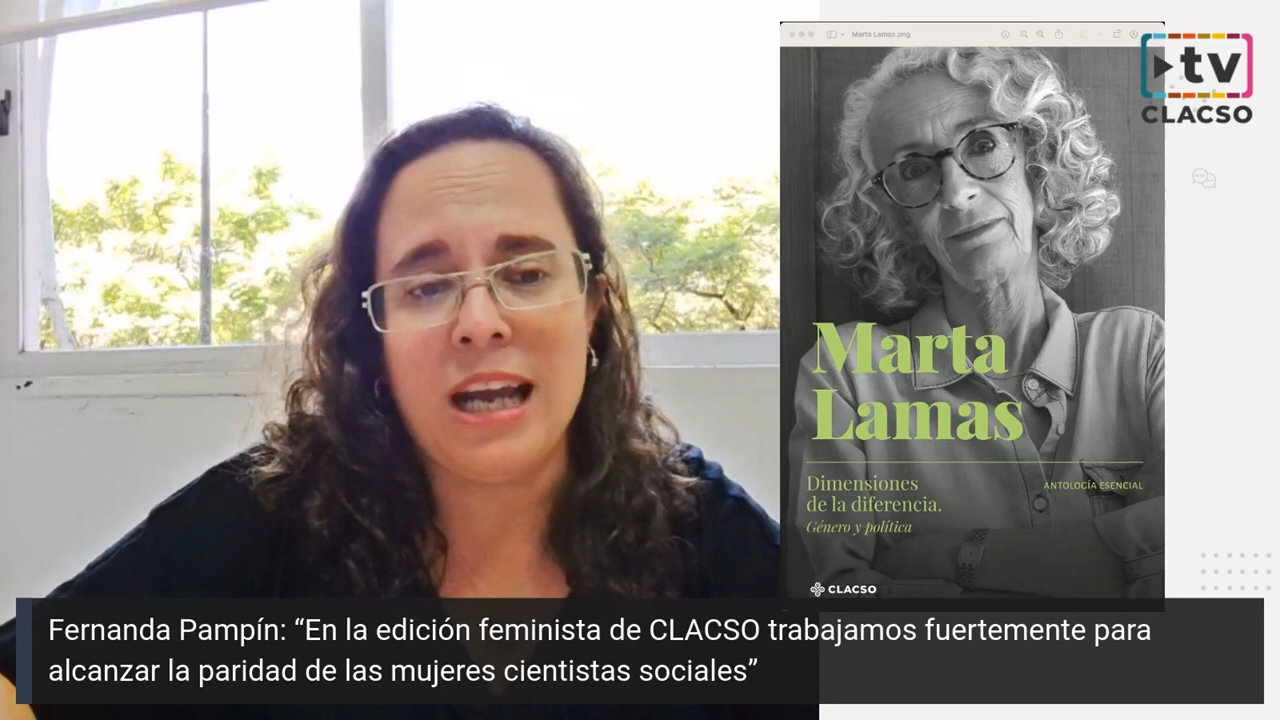 Marta Lamas.png
tv
CLACSO
Marta
Lamas
Dimensiones
de la diferencia.
ANTOLOGÍA ESENCIAL
Género y política
CLACSO
Fernanda Pampín: “En la edición feminista de CLACSO trabajamos fuertemente para
alcanzar la paridad de las mujeres cientistas sociales”